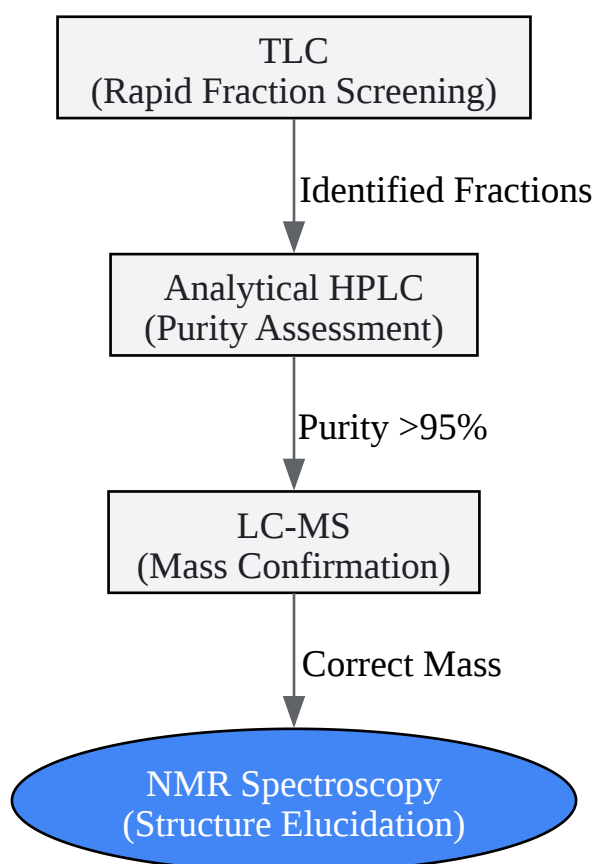 TLC
(Rapid Fraction Screening)
Identified Fractions
Analytical HPLC
(Purity Assessment)
Purity >95%
LC-MS
(Mass Confirmation)
Correct Mass
NMR Spectroscopy
(Structure Elucidation)